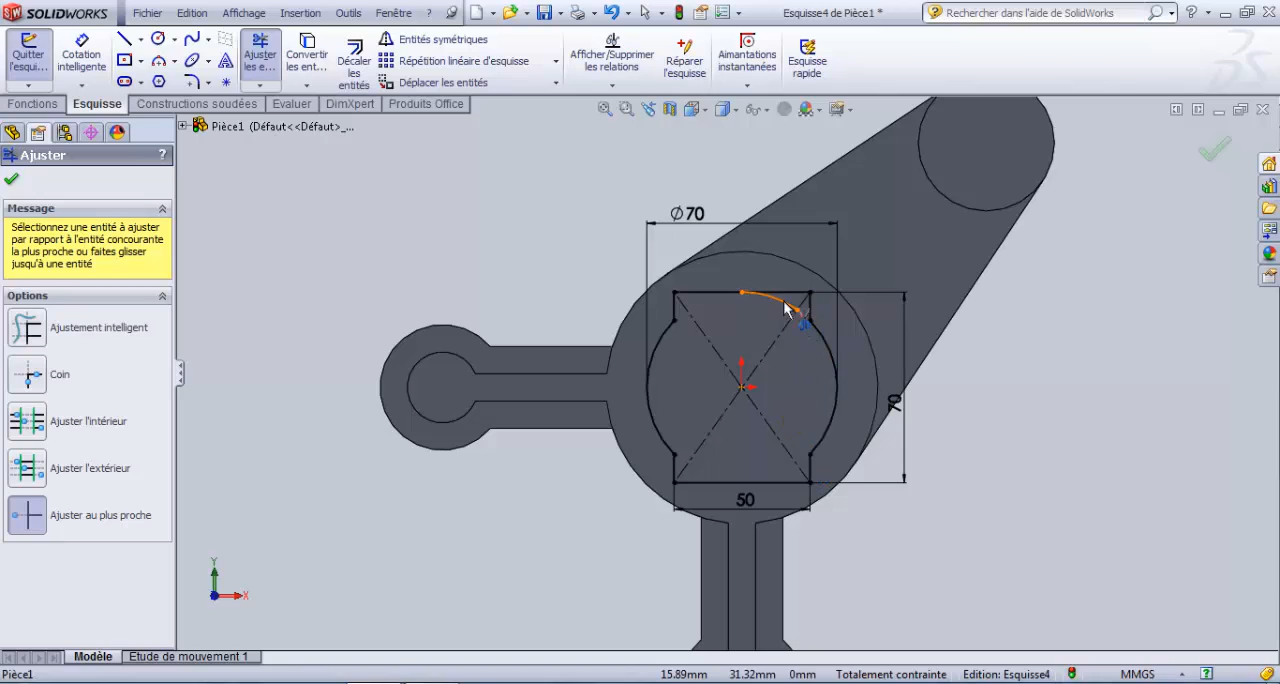 SW SOLIDWORKS Fichier Edition Affichage Insertion Outils Fenêtre ? Esquisse4 de Pièce1 * Rechercher dans l'aide de SolidWorks
Quitter l'esqui... Cotation intelligente Ajuster les e... Convertir les ent... Décaler les entités
Entités symétriques
Répétition linéaire d'esquisse
Déplacer les entités
Afficher/Supprimer les relations
Réparer l'esquisse
Aimantations instantanées
Esquisse rapide
Fonctions Esquisse Constructions soudées Evaluer DimXpert Produits Office
Pièce1 (Défaut<<Défaut>_...
Ajuster ?
Message
Sélectionnez une entité à ajuster
par rapport à l'entité concourante
la plus proche ou faites glisser
jusqu'à une entité
Options
Ajustement intelligent
Coin
Ajuster l'intérieur
Ajuster l'extérieur
Ajuster au plus proche
Ø70
70
50
Y
X
Modèle Etude de mouvement 1
Pièce1 15.89mm 31.32mm 0mm Totalement contrainte Edition: Esquisse4 MMGS ?